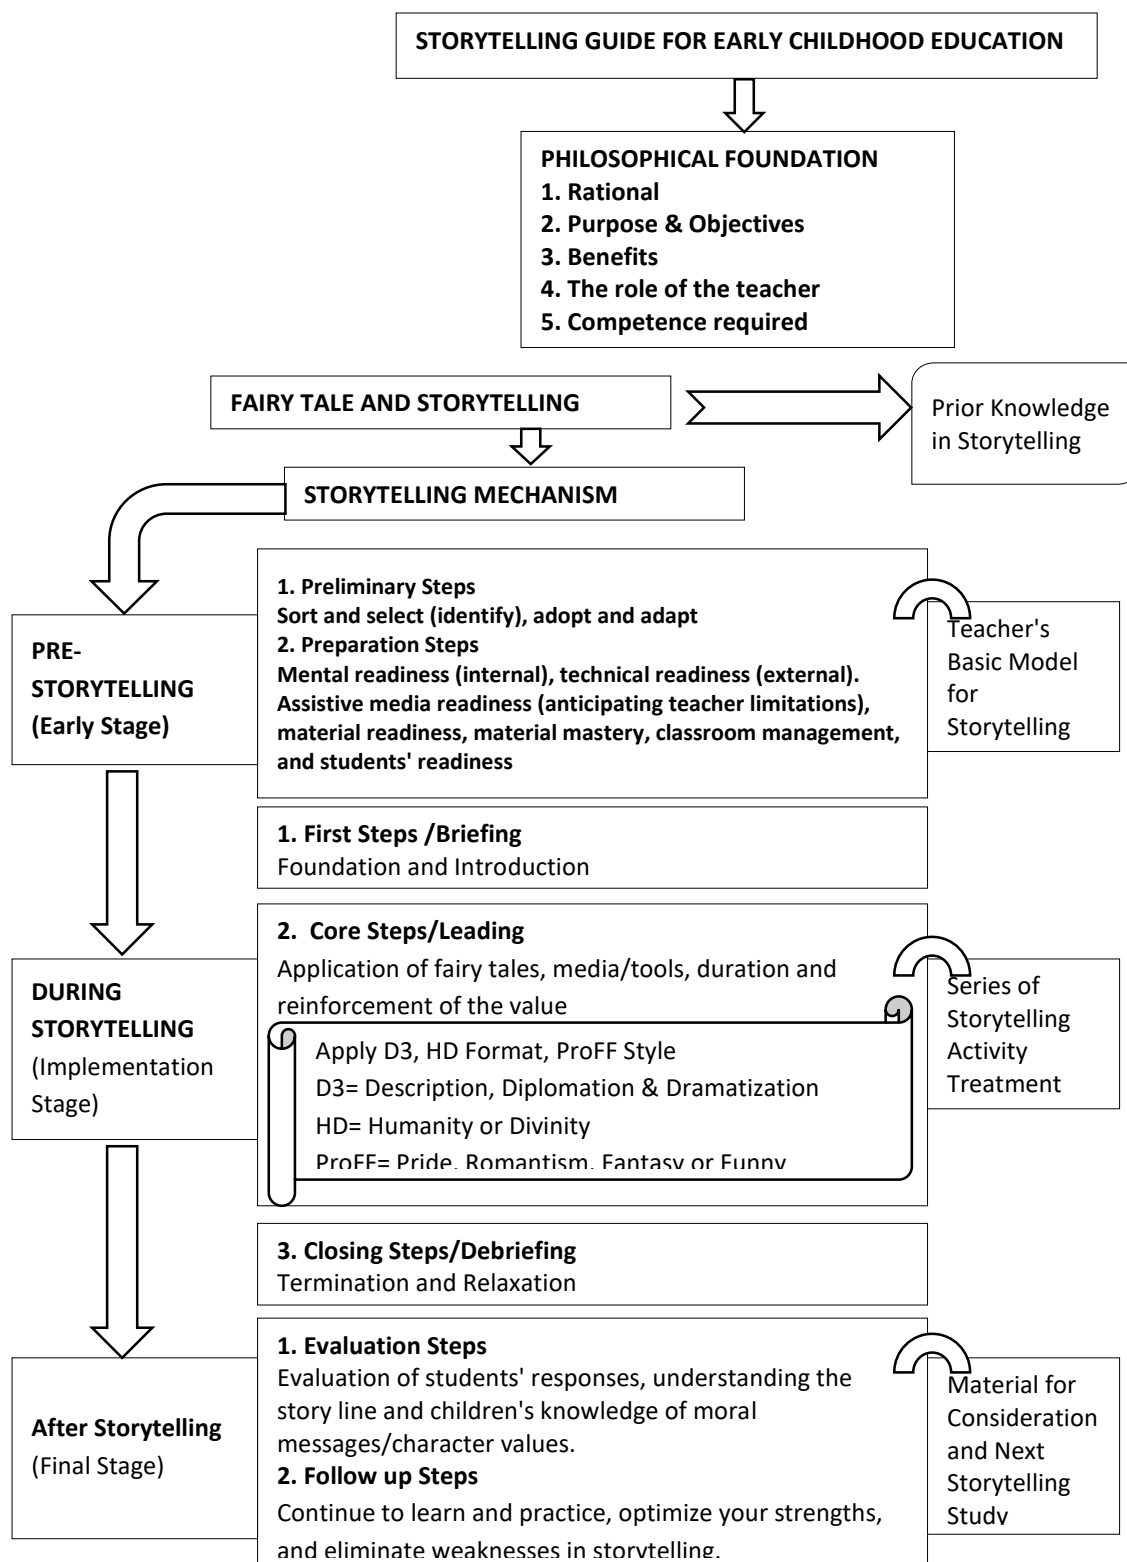 STORYTELLING GUIDE FOR EARLY CHILDHOOD EDUCATION
PHILOSOPHICAL FOUNDATION
1. Rational
2. Purpose & Objectives
3. Benefits
4. The role of the teacher
5. Competence required
FAIRY TALE AND STORYTELLING
Prior Knowledge
in Storytelling
STORYTELLING MECHANISM
PRE-
STORYTELLING
(Early Stage)
1. Preliminary Steps
Sort and select (identify), adopt and adapt
2. Preparation Steps
Mental readiness (internal), technical readiness (external).
Assistive media readiness (anticipating teacher limitations),
material readiness, material mastery, classroom management,
and students' readiness
Teacher's
Basic Model
for
Storytelling
1. First Steps /Briefing
Foundation and Introduction
DURING
STORYTELLING
(Implementation
Stage)
2. Core Steps/Leading
Application of fairy tales, media/tools, duration and
reinforcement of the value
Apply D3, HD Format, ProFF Style
D3= Description, Diplomation & Dramatization
HD= Humanity or Divinity
ProFF= Pride, Romantism, Fantasy or Funny
Series of
Storytelling
Activity
Treatment
3. Closing Steps/Debriefing
Termination and Relaxation
After Storytelling
(Final Stage)
1. Evaluation Steps
Evaluation of students' responses, understanding the
story line and children's knowledge of moral
messages/character values.
2. Follow up Steps
Continue to learn and practice, optimize your strengths,
and eliminate weaknesses in storytelling.
Material for
Consideration
and Next
Storytelling
Study